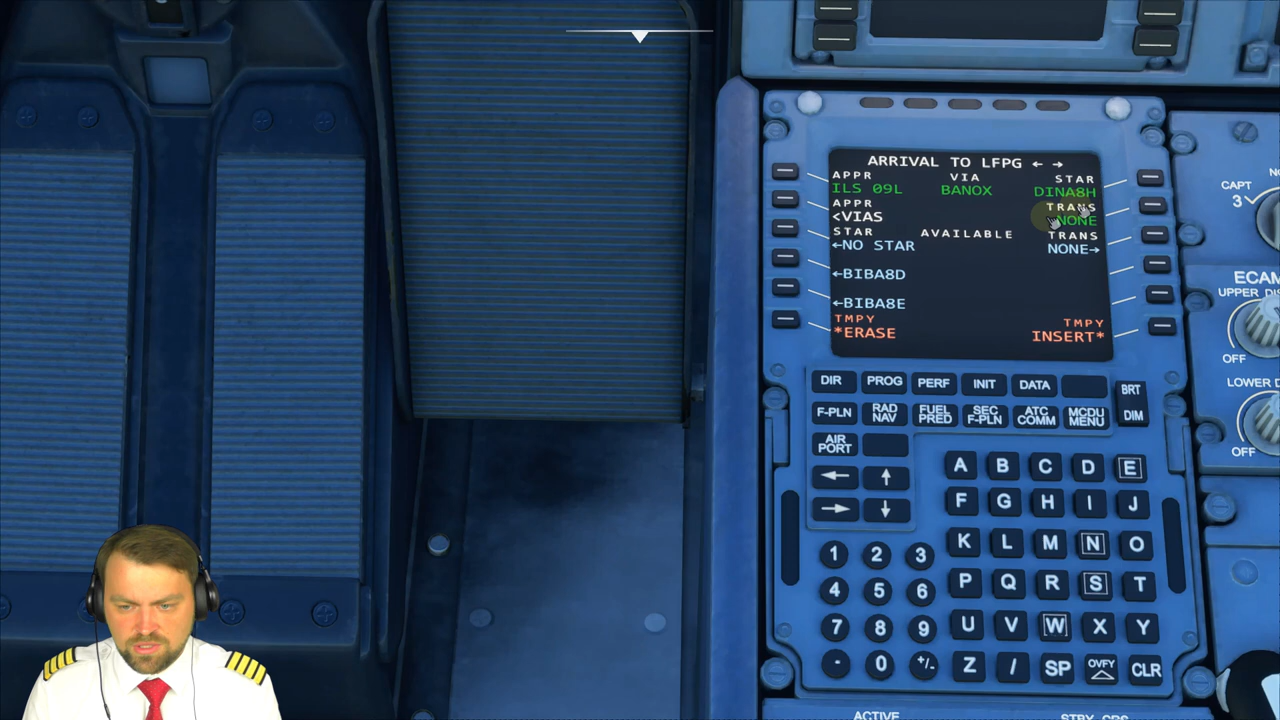 ARRIVAL TO LFPG ← →
APPR VIA STAR
ILS 09L BANOX DINA8H
APPR TRANS
<VIAS NONE
STAR AVAILABLE TRANS
←NO STAR NONE→
←BIBA8D
←BIBA8E
TMPY TMPY
*ERASE INSERT*
DIR PROG PERF INIT DATA
BRT
DIM
F-PLN RAD NAV FUEL PRED SEC F-PLN ATC COMM MCDU MENU
AIR PORT
← ↑
→ ↓
A B C D E
F G H I J
K L M N O
P Q R S T
U V W X Y
Z / SP OVFY CLR
1 2 3
4 5 6
7 8 9
. 0 +/-
CAPT
3
ECAM
OFF
LOWER D
OFF
ACTIVE
STBY CRS